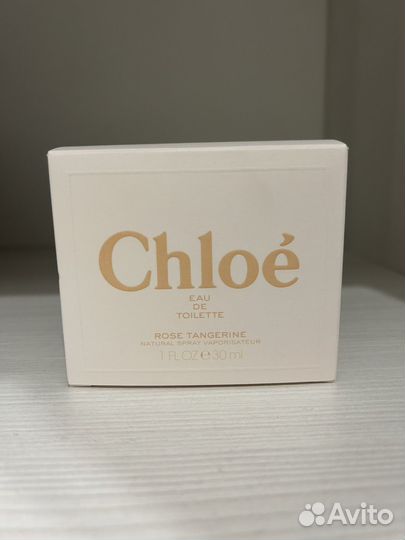 Chloé
EAU
DE
TOILETTE
ROSE TANGERINE
NATURAL SPRAY VAPORISATEUR
1 FL.OZ ℮ 30 ml
Avito